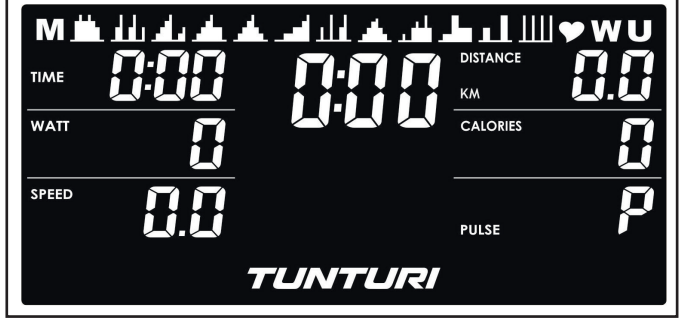 M ♥ W U
TIME 0:00
0:00
DISTANCE
KM 0.0
WATT 0
CALORIES 0
SPEED 0.0
PULSE P
TUNTURI